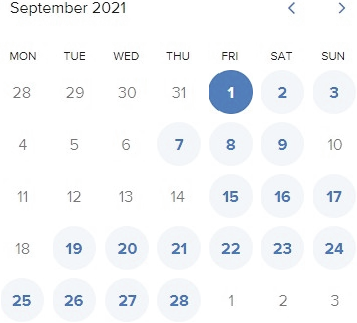 September 2021
MON TUE WED THU FRI SAT SUN
28 29 30 31 1 2 3
4 5 6 7 8 9 10
11 12 13 14 15 16 17
18 19 20 21 22 23 24
25 26 27 28 1 2 3